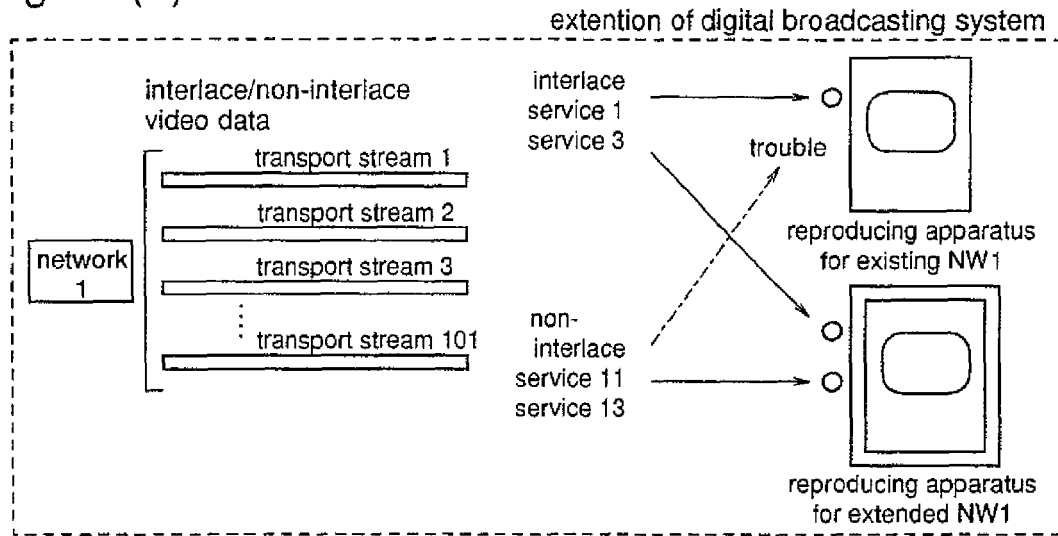 extention of digital broadcasting system
interlace/non-interlace
video data
transport stream 1
transport stream 2
transport stream 3
transport stream 101
network
1
interlace
service 1
service 3
trouble
non-
interlace
service 11
service 13
reproducing apparatus
for existing NW1
reproducing apparatus
for extended NW1